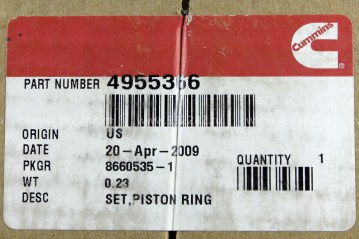 Cummins
PART NUMBER 4955366
ORIGIN US
DATE 20-Apr-2009
PKGR 8660535-1
QUANTITY 1
WT 0.23
DESC SET,PISTON RING